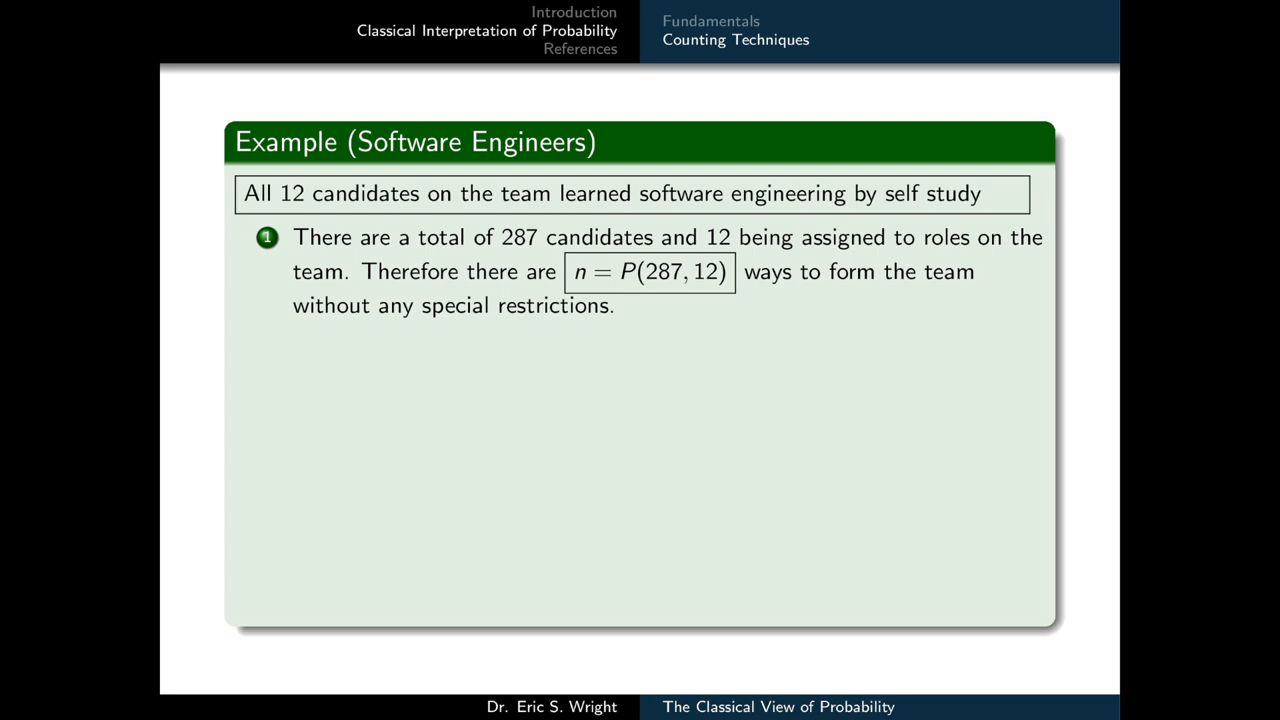 Introduction
Classical Interpretation of Probability
References
Fundamentals
Counting Techniques
Example (Software Engineers)
All 12 candidates on the team learned software engineering by self study
1 There are a total of 287 candidates and 12 being assigned to roles on the
team. Therefore there are n = P(287, 12) ways to form the team
without any special restrictions.
Dr. Eric S. Wright
The Classical View of Probability